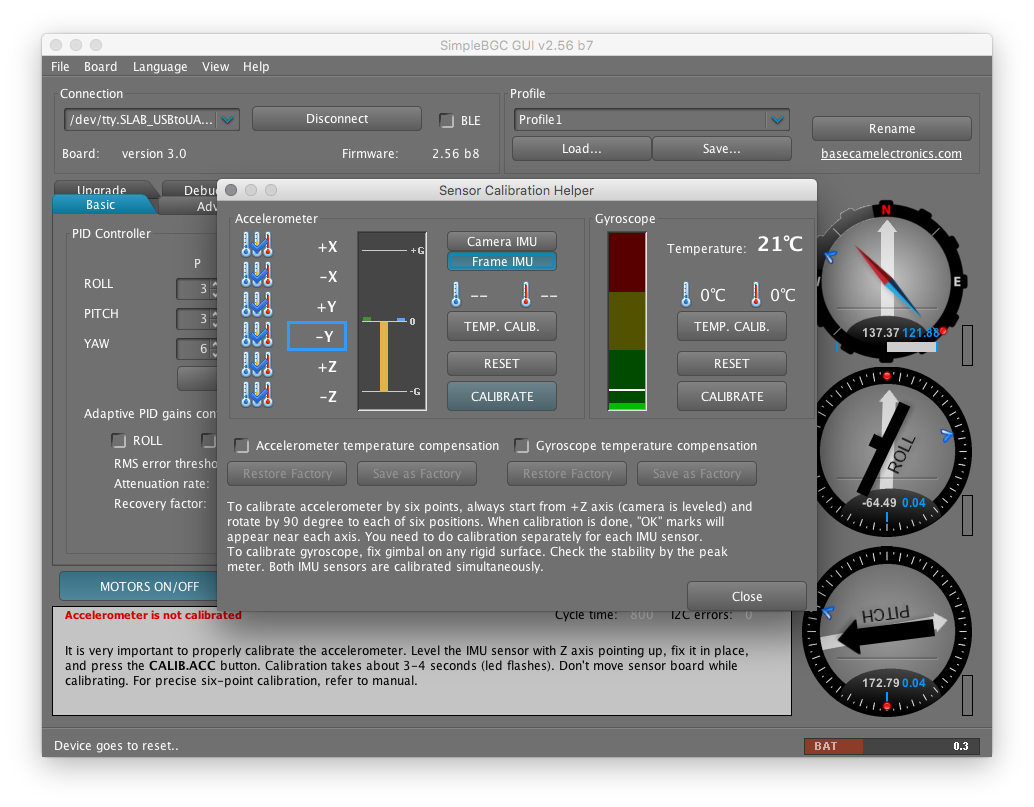 SimpleBGC GUI v2.56 b7
File Board Language View Help
Connection
/dev/tty.SLAB_USBtoUA...
Disconnect
BLE
Board: version 3.0 Firmware: 2.56 b8
Profile
Profile1
Load... Save...
Rename
basecamelectronics.com
Upgrade
Basic
PID Controller
P
ROLL 3
PITCH 3
YAW 6
ROLL
RMS error
Attenuation rate:
Recovery factor:
MOTORS ON/OFF
Sensor Calibration Helper
Accelerometer
+X
-X
+Y
-Y
+Z
-Z
+G
0
-G
Camera IMU
Frame IMU
-- --
TEMP. CALIB.
RESET
CALIBRATE
Gyroscope
Temperature: 21℃
0℃ 0℃
TEMP. CALIB.
RESET
CALIBRATE
Accelerometer temperature compensation
Gyroscope temperature compensation
Restore Factory Save as Factory Restore Factory Save as Factory
To calibrate accelerometer by six points, always start from +Z axis (camera is leveled) and
rotate by 90 degree to each of six positions. When calibration is done, "OK" marks will
appear near each axis. You need to do calibration separately for each IMU sensor.
To calibrate gyroscope, fix gimbal on any rigid surface. Check the stability by the peak
meter. Both IMU sensors are calibrated simultaneously.
Close
Accelerometer is not calibrated
Cycle time: 800 I2C errors: 0
It is very important to properly calibrate the accelerometer. Level the IMU sensor with Z axis pointing up, fix it in place,
and press the CALIB.ACC button. Calibration takes about 3-4 seconds (led flashes). Don't move sensor board while
calibrating. For precise six-point calibration, refer to manual.
N
E
137.37 121.88
ROLL
-64.49 0.04
PITCH
172.79 0.04
Device goes to reset..
BAT 0.3